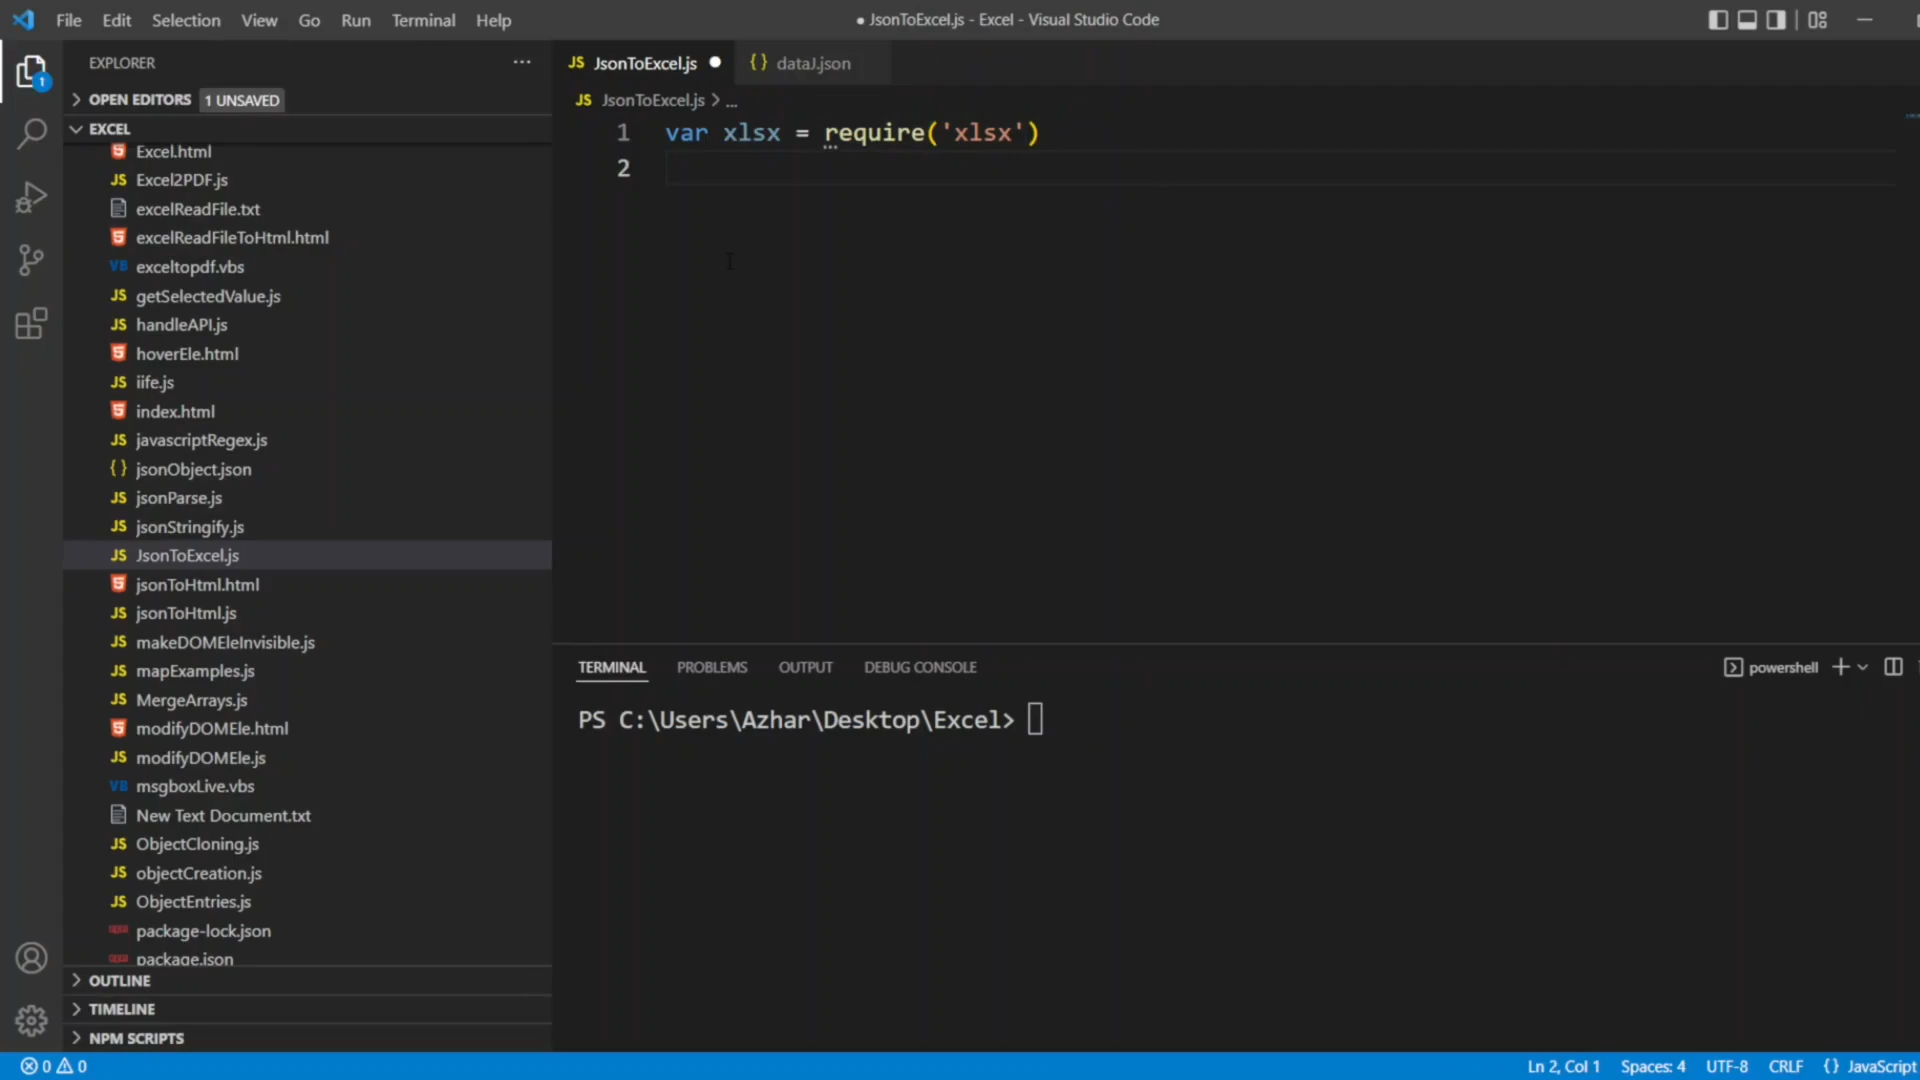 File Edit Selection View Go Run Terminal Help
● JsonToExcel.js - Excel - Visual Studio Code
EXPLORER
OPEN EDITORS 1 UNSAVED
EXCEL
Excel.html
Excel2PDF.js
excelReadFile.txt
excelReadFileToHtml.html
exceltopdf.vbs
getSelectedValue.js
handleAPI.js
hoverEle.html
iife.js
index.html
javascriptRegex.js
jsonObject.json
jsonParse.js
jsonStringify.js
JsonToExcel.js
jsonToHtml.html
jsonToHtml.js
makeDOMEleInvisible.js
mapExamples.js
MergeArrays.js
modifyDOMEle.html
modifyDOMEle.js
msgboxLive.vbs
New Text Document.txt
ObjectCloning.js
objectCreation.js
ObjectEntries.js
package-lock.json
package.json
OUTLINE
TIMELINE
NPM SCRIPTS
JS JsonToExcel.js ● {} dataJ.json
JS JsonToExcel.js > ...
1 var xlsx = require('xlsx')
2
TERMINAL PROBLEMS OUTPUT DEBUG CONSOLE
powershell
PS C:\Users\Azhar\Desktop\Excel>
0 0
Ln 2, Col 1 Spaces: 4 UTF-8 CRLF {} JavaScript